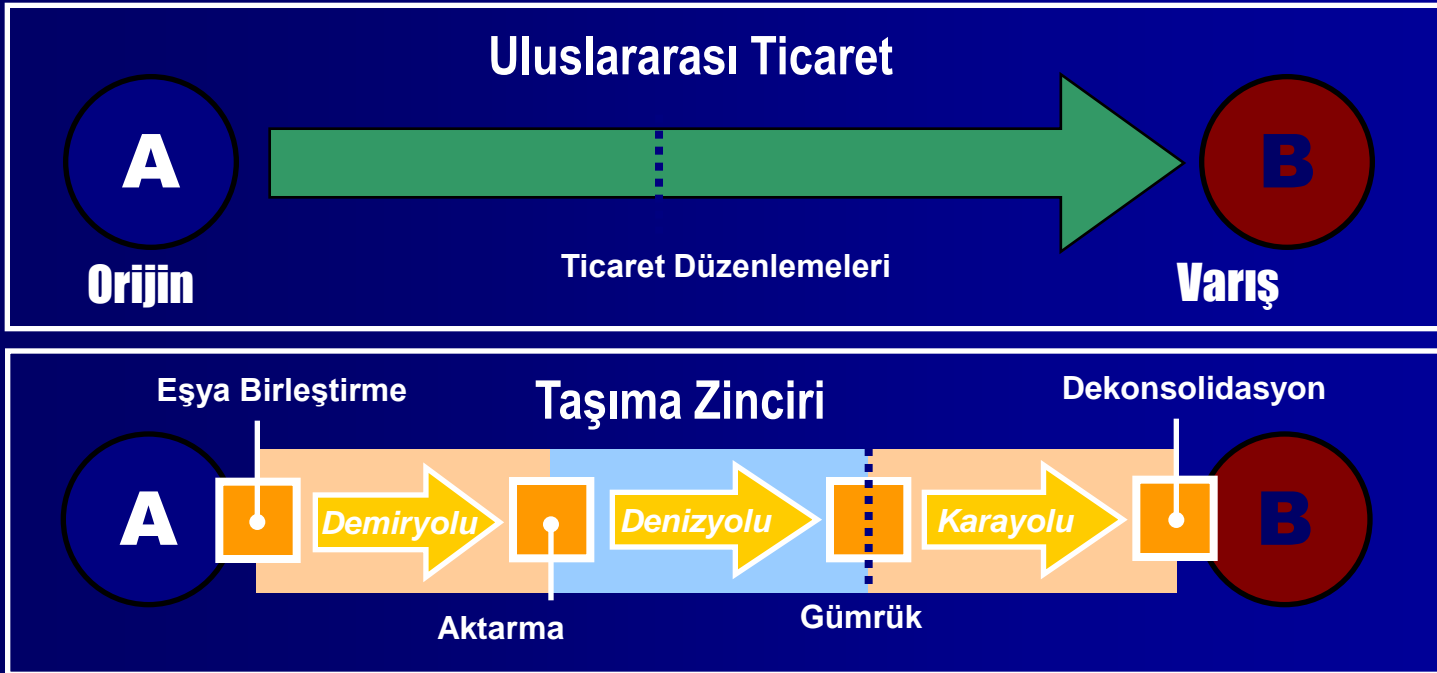 Uluslararası Ticaret
A
B
Ticaret Düzenlemeleri
Orijin
Varış
Eşya Birleştirme
Taşıma Zinciri
Dekonsolidasyon
A
Demiryolu
Denizyolu
Karayolu
B
Aktarma
Gümrük